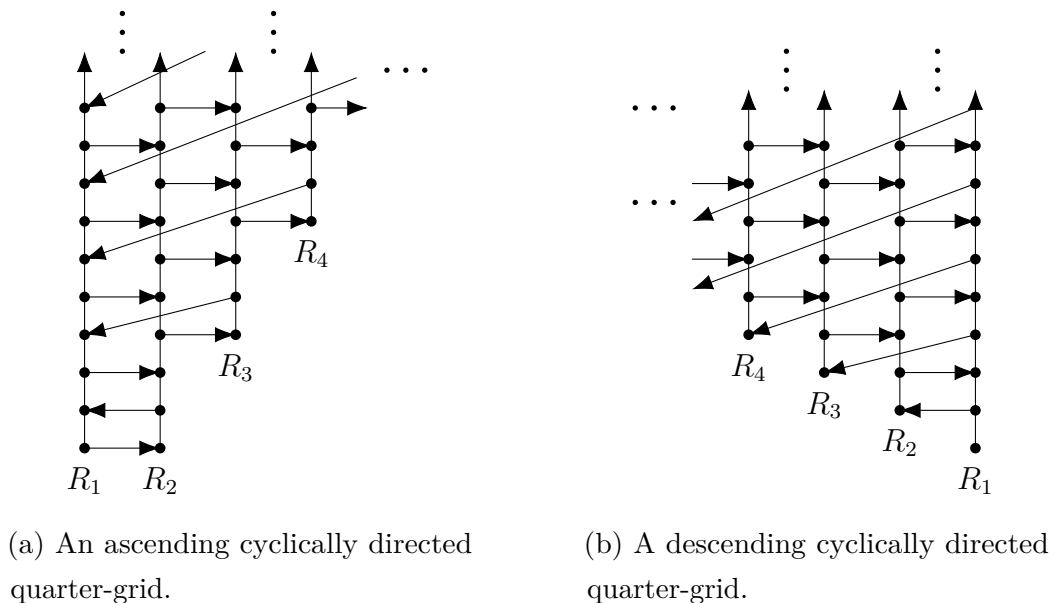 R₄
R₃
R₁ R₂
R₄
R₃
R₂
R₁
(a) An ascending cyclically directed
quarter-grid.
(b) A descending cyclically directed
quarter-grid.